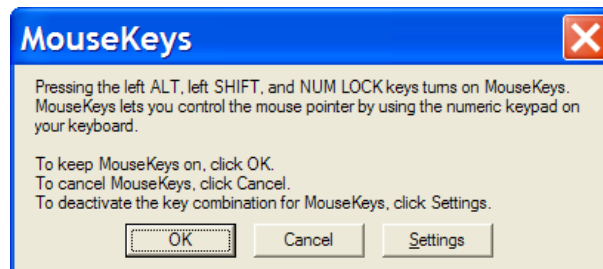 MouseKeys
Pressing the left ALT, left SHIFT, and NUM LOCK keys turns on MouseKeys.
MouseKeys lets you control the mouse pointer by using the numeric keypad on
your keyboard.
To keep MouseKeys on, click OK.
To cancel MouseKeys, click Cancel.
To deactivate the key combination for MouseKeys, click Settings.
OK Cancel Settings